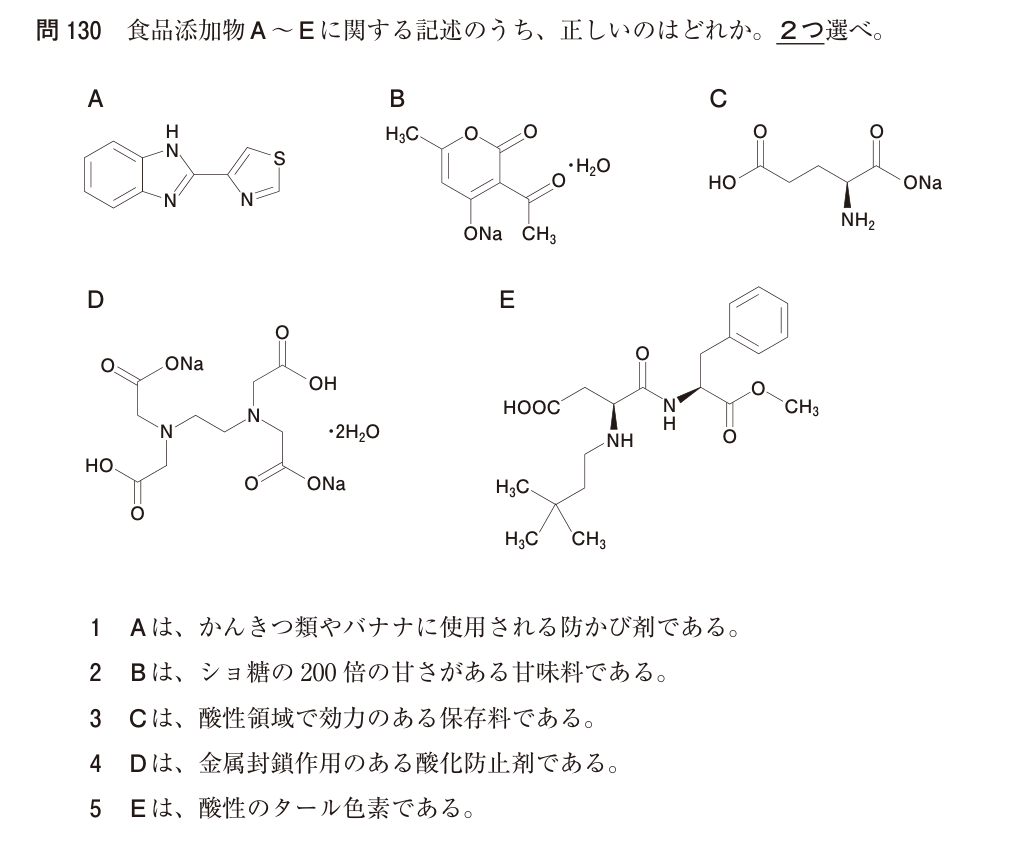 問 130　食品添加物A～Eに関する記述のうち、正しいのはどれか。2つ選べ。
A
B
C
H
N
N
S
N
H₃C
O
O
O
・H₂O
ONa
CH₃
O
O
HO
ONa
NH₂
D
E
O
O
ONa
OH
N
N
・2H₂O
HO
O
O
ONa
O
HOOC
N
H
O
CH₃
O
NH
H₃C
H₃C
CH₃
1　Aは、かんきつ類やバナナに使用される防かび剤である。
2　Bは、ショ糖の 200 倍の甘さがある甘味料である。
3　Cは、酸性領域で効力のある保存料である。
4　Dは、金属封鎖作用のある酸化防止剤である。
5　Eは、酸性のタール色素である。